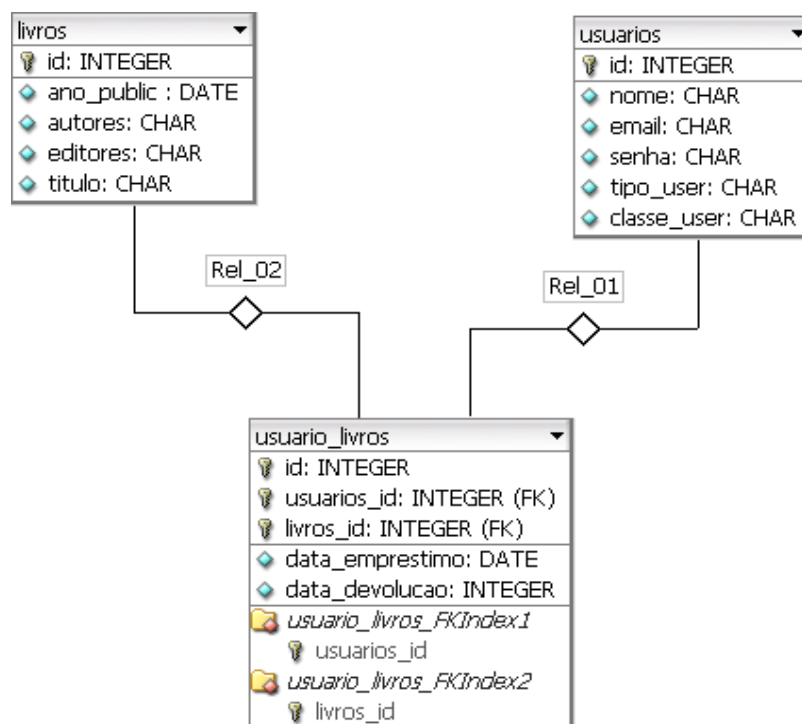 livros
id: INTEGER
ano_public : DATE
autores: CHAR
editores: CHAR
titulo: CHAR
usuarios
id: INTEGER
nome: CHAR
email: CHAR
senha: CHAR
tipo_user: CHAR
classe_user: CHAR
Rel_02
Rel_01
usuario_livros
id: INTEGER
usuarios_id: INTEGER (FK)
livros_id: INTEGER (FK)
data_emprestimo: DATE
data_devolucao: INTEGER
usuario_livros_FKIndex1
usuarios_id
usuario_livros_FKIndex2
livros_id